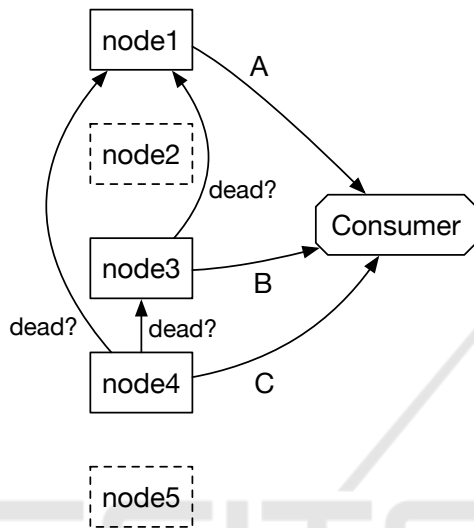 node1
A
node2
dead?
Consumer
node3
B
dead?
dead?
node4
C
node5